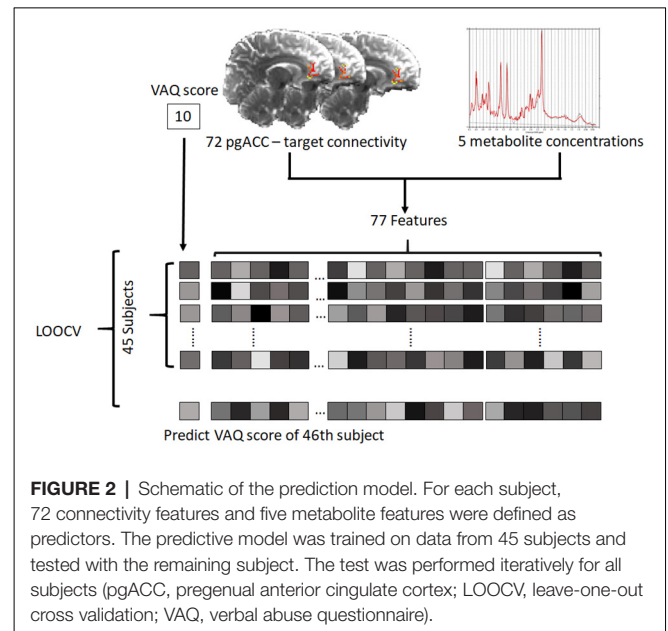 VAQ score
10
72 pgACC – target connectivity
5 metabolite concentrations
77 Features
LOOCV
45 Subjects
...
...
...
...
...
Predict VAQ score of 46th subject
FIGURE 2 | Schematic of the prediction model. For each subject,
72 connectivity features and five metabolite features were defined as
predictors. The predictive model was trained on data from 45 subjects and
tested with the remaining subject. The test was performed iteratively for all
subjects (pgACC, pregenual anterior cingulate cortex; LOOCV, leave-one-out
cross validation; VAQ, verbal abuse questionnaire).